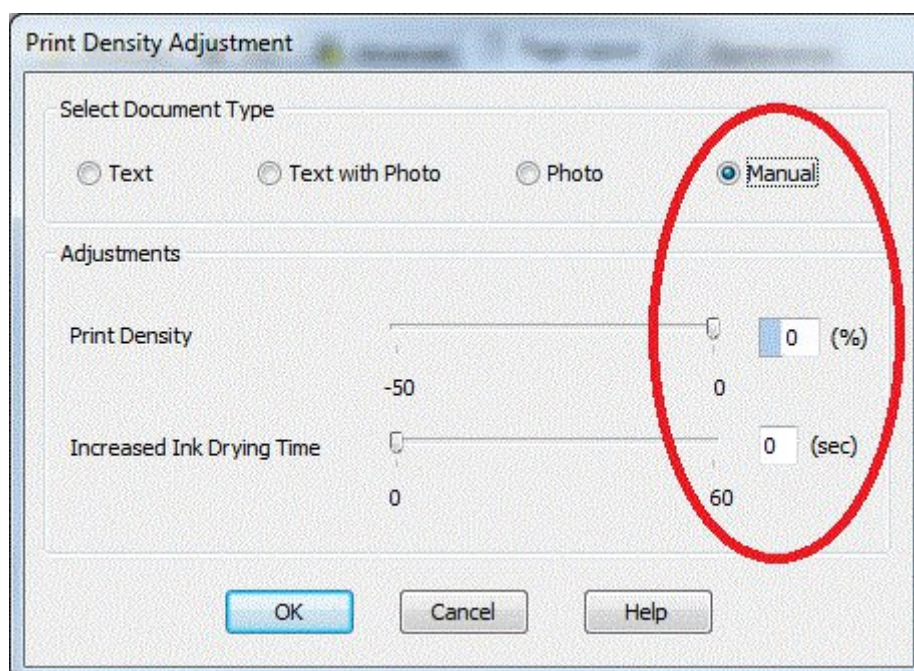 Print Density Adjustment
Select Document Type
Text Text with Photo Photo Manual
Adjustments
Print Density 0 (%)
-50 0
Increased Ink Drying Time 0 (sec)
0 60
OK Cancel Help